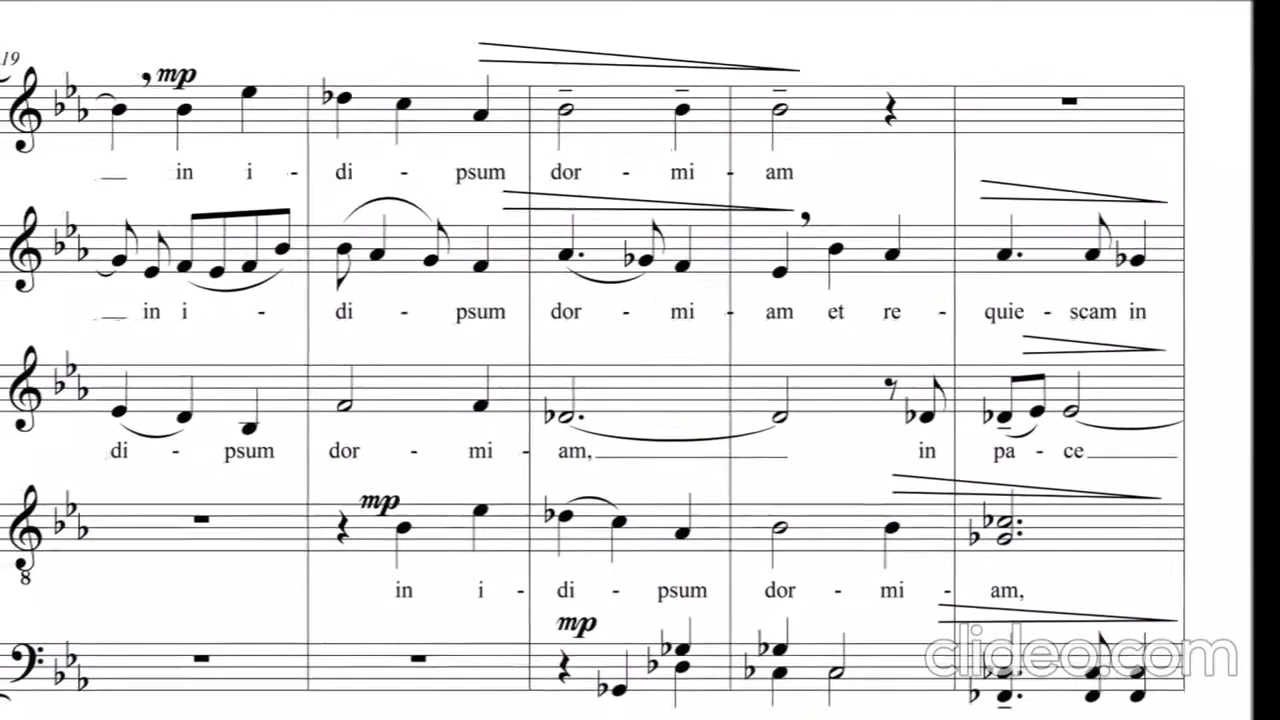 19
mp
in i - di - psum dor - mi - am
in i - di - psum dor - mi - am et re - quie - scam in
di - psum dor - mi - am, in pa - ce
mp
8
in i - di - psum dor - mi - am,
mp
clideo.com